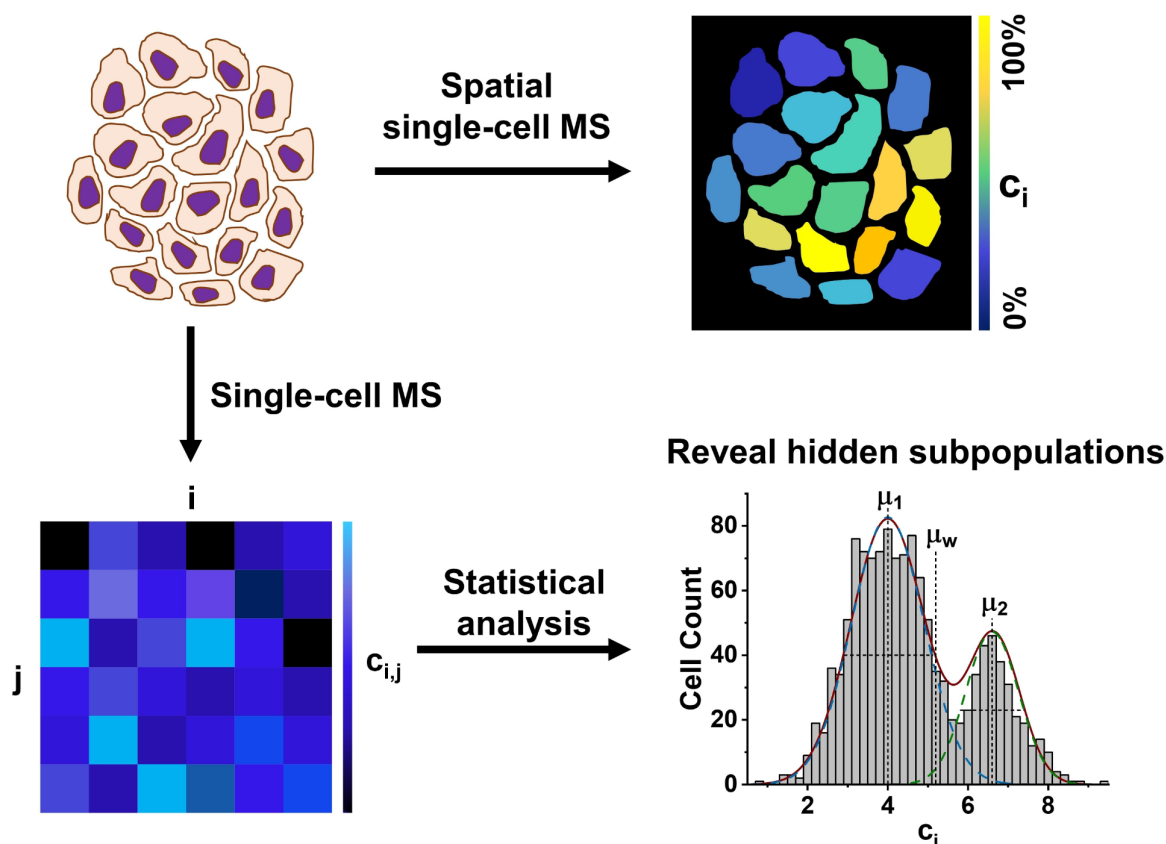 Spatial
single-cell MS
100%
cᵢ
0%
Single-cell MS
i
j
cᵢ,ⱼ
Statistical
analysis
Reveal hidden subpopulations
μ₁
μw
μ₂
Cell Count
80
60
40
20
0
2 4 6 8
cᵢ